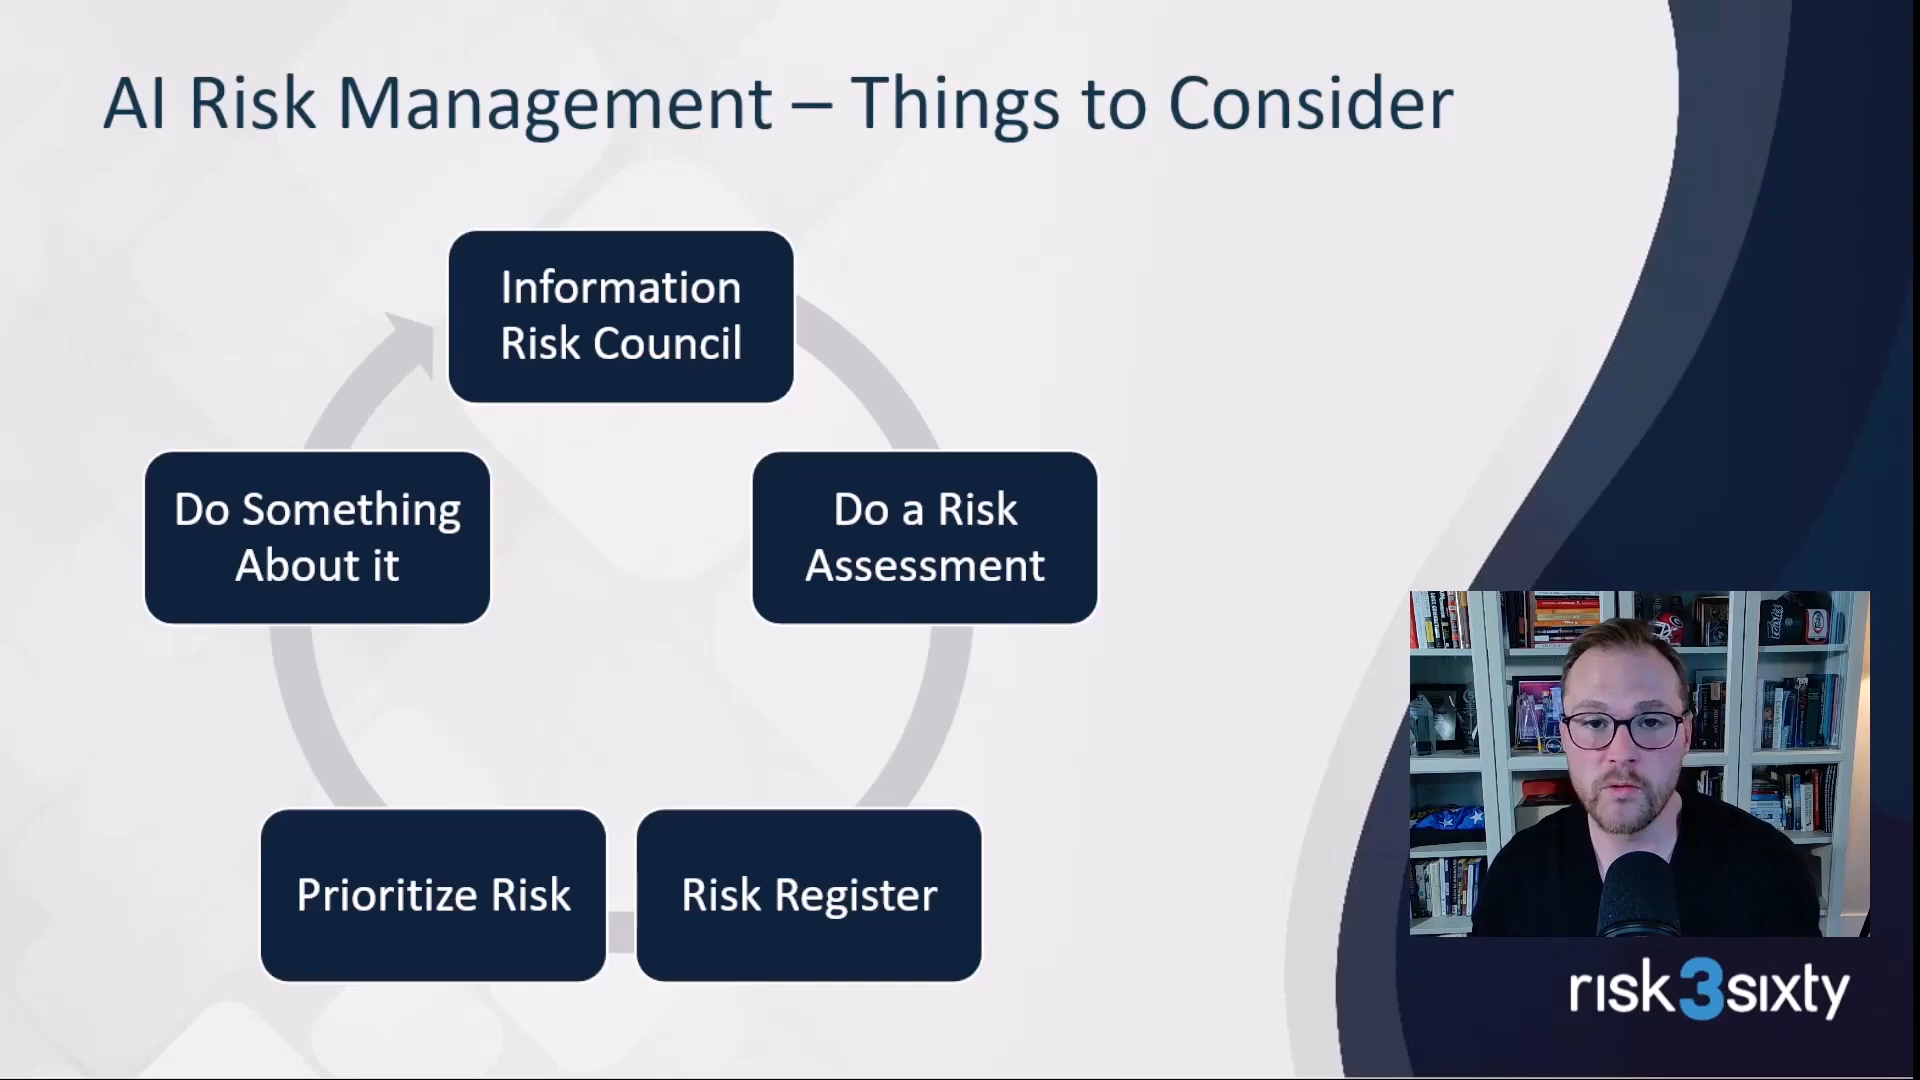 AI Risk Management – Things to Consider
Information
Risk Council
Do Something
About it
Do a Risk
Assessment
Prioritize Risk
Risk Register
risk3sixty